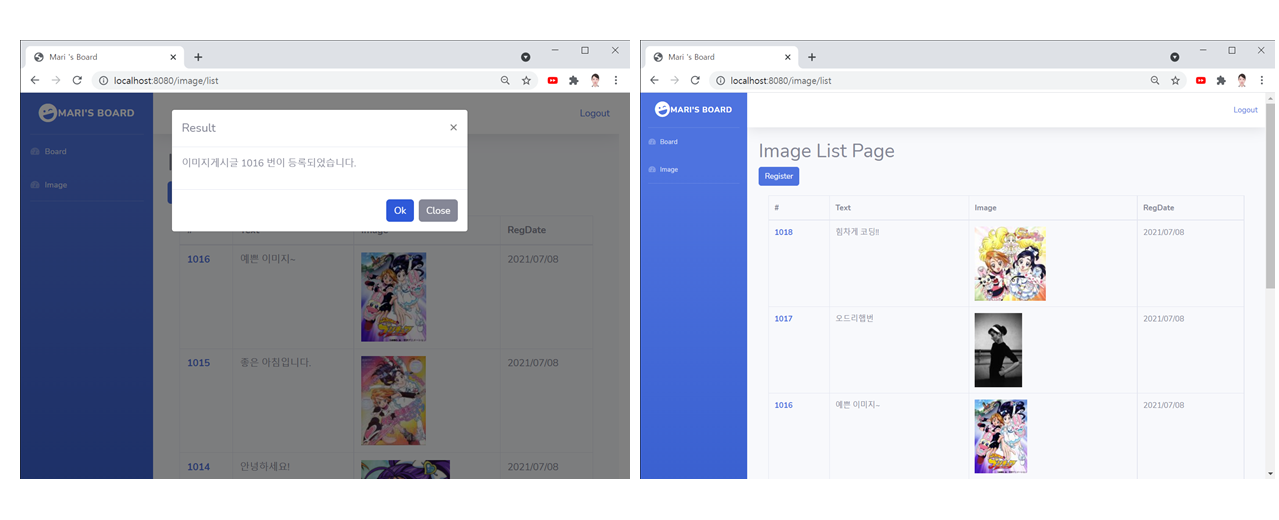 Mari 's Board
localhost:8080/image/list
MARI'S BOARD
Logout
Board
Image
Result
이미지게시글 1016 번이 등록되었습니다.
Ok Close
RegDate
1016 예쁜 이미지~ 2021/07/08
1015 좋은 아침입니다. 2021/07/08
1014 안녕하세요! 2021/07/08
Mari 's Board
localhost:8080/image/list
MARI'S BOARD
Logout
Board
Image
Image List Page
Register
# Text Image RegDate
1018 힘차게 코딩!! 2021/07/08
1017 오드리햅번 2021/07/08
1016 예쁜 이미지~ 2021/07/08